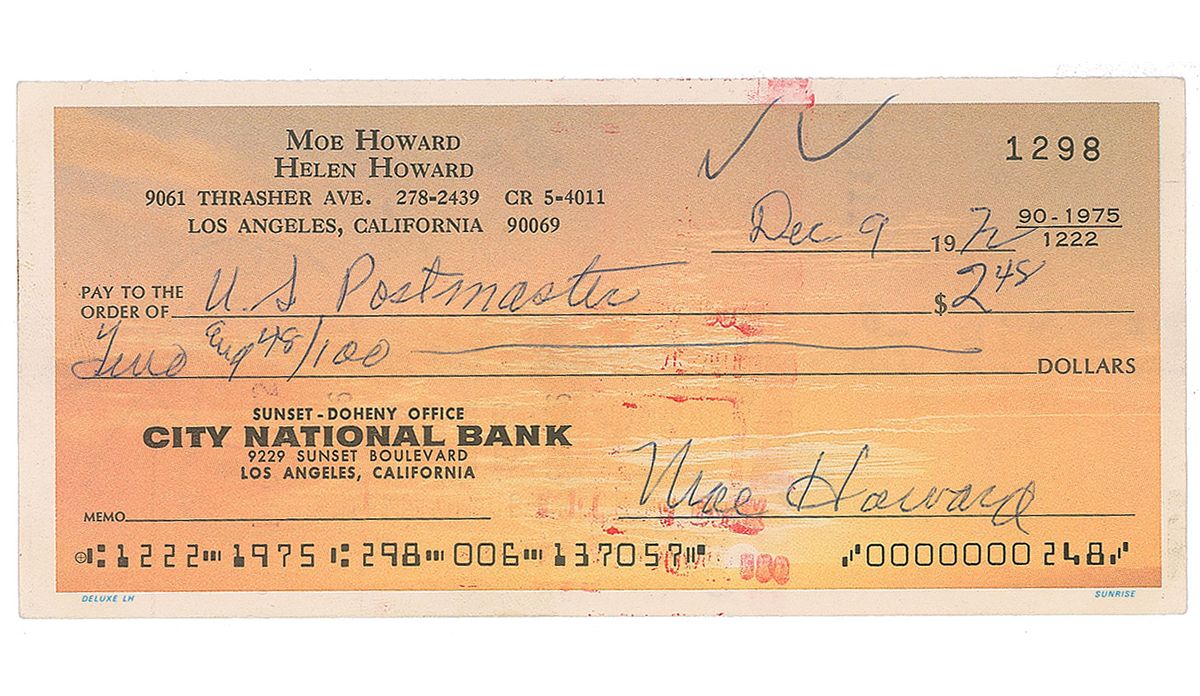 MOE HOWARD
HELEN HOWARD
9061 THRASHER AVE. 278-2439 CR 5-4011
LOS ANGELES, CALIFORNIA 90069
1298
Dec 9 1972
90-1975
1222
PAY TO THE
ORDER OF U.S Postmaster $2 48
Two and 48/100 DOLLARS
SUNSET-DOHENY OFFICE
CITY NATIONAL BANK
9229 SUNSET BOULEVARD
LOS ANGELES, CALIFORNIA
Moe Howard
MEMO
⑆1222⑉1975⑆298⑉006⑉137057⑈ ⑇0000000248⑇
DELUXE LH
SUNRISE